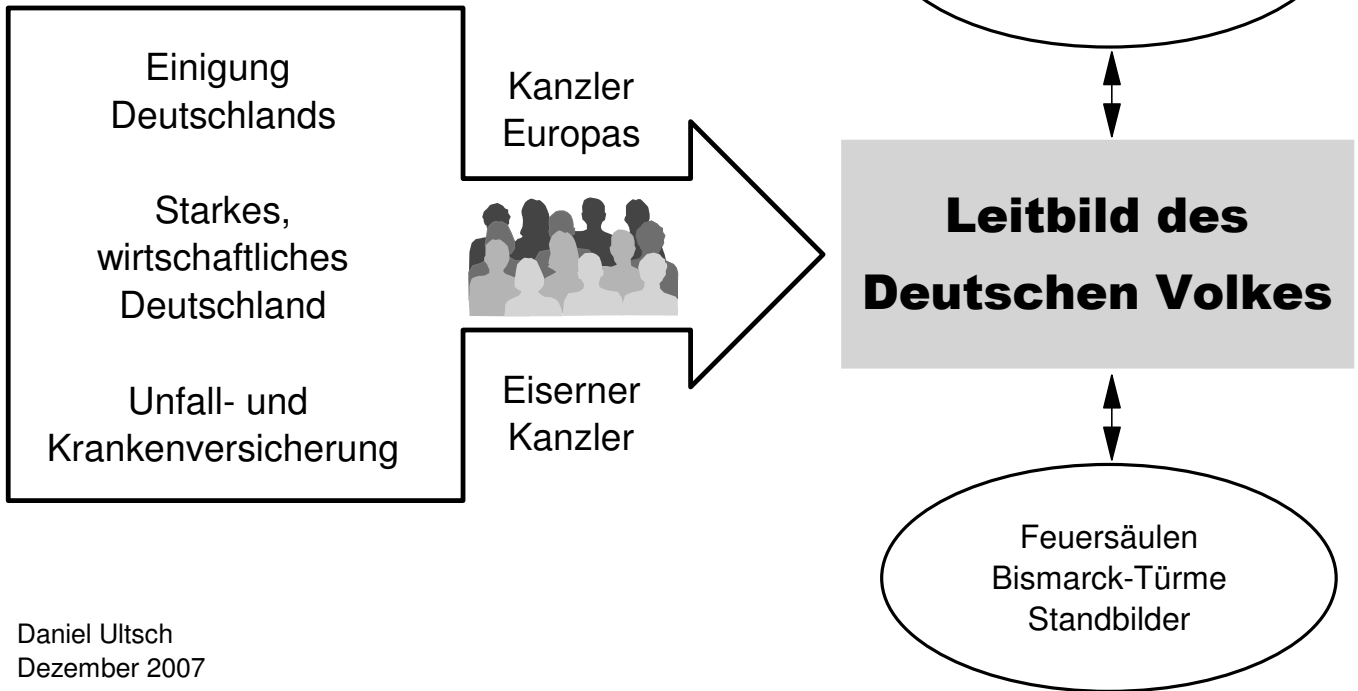 Einigung
Deutschlands
Starkes,
wirtschaftliches
Deutschland
Unfall- und
Krankenversicherung
Kanzler
Europas
Eiserner
Kanzler
Leitbild des
Deutschen Volkes
Feuersäulen
Bismarck-Türme
Standbilder
Daniel Ultsch
Dezember 2007